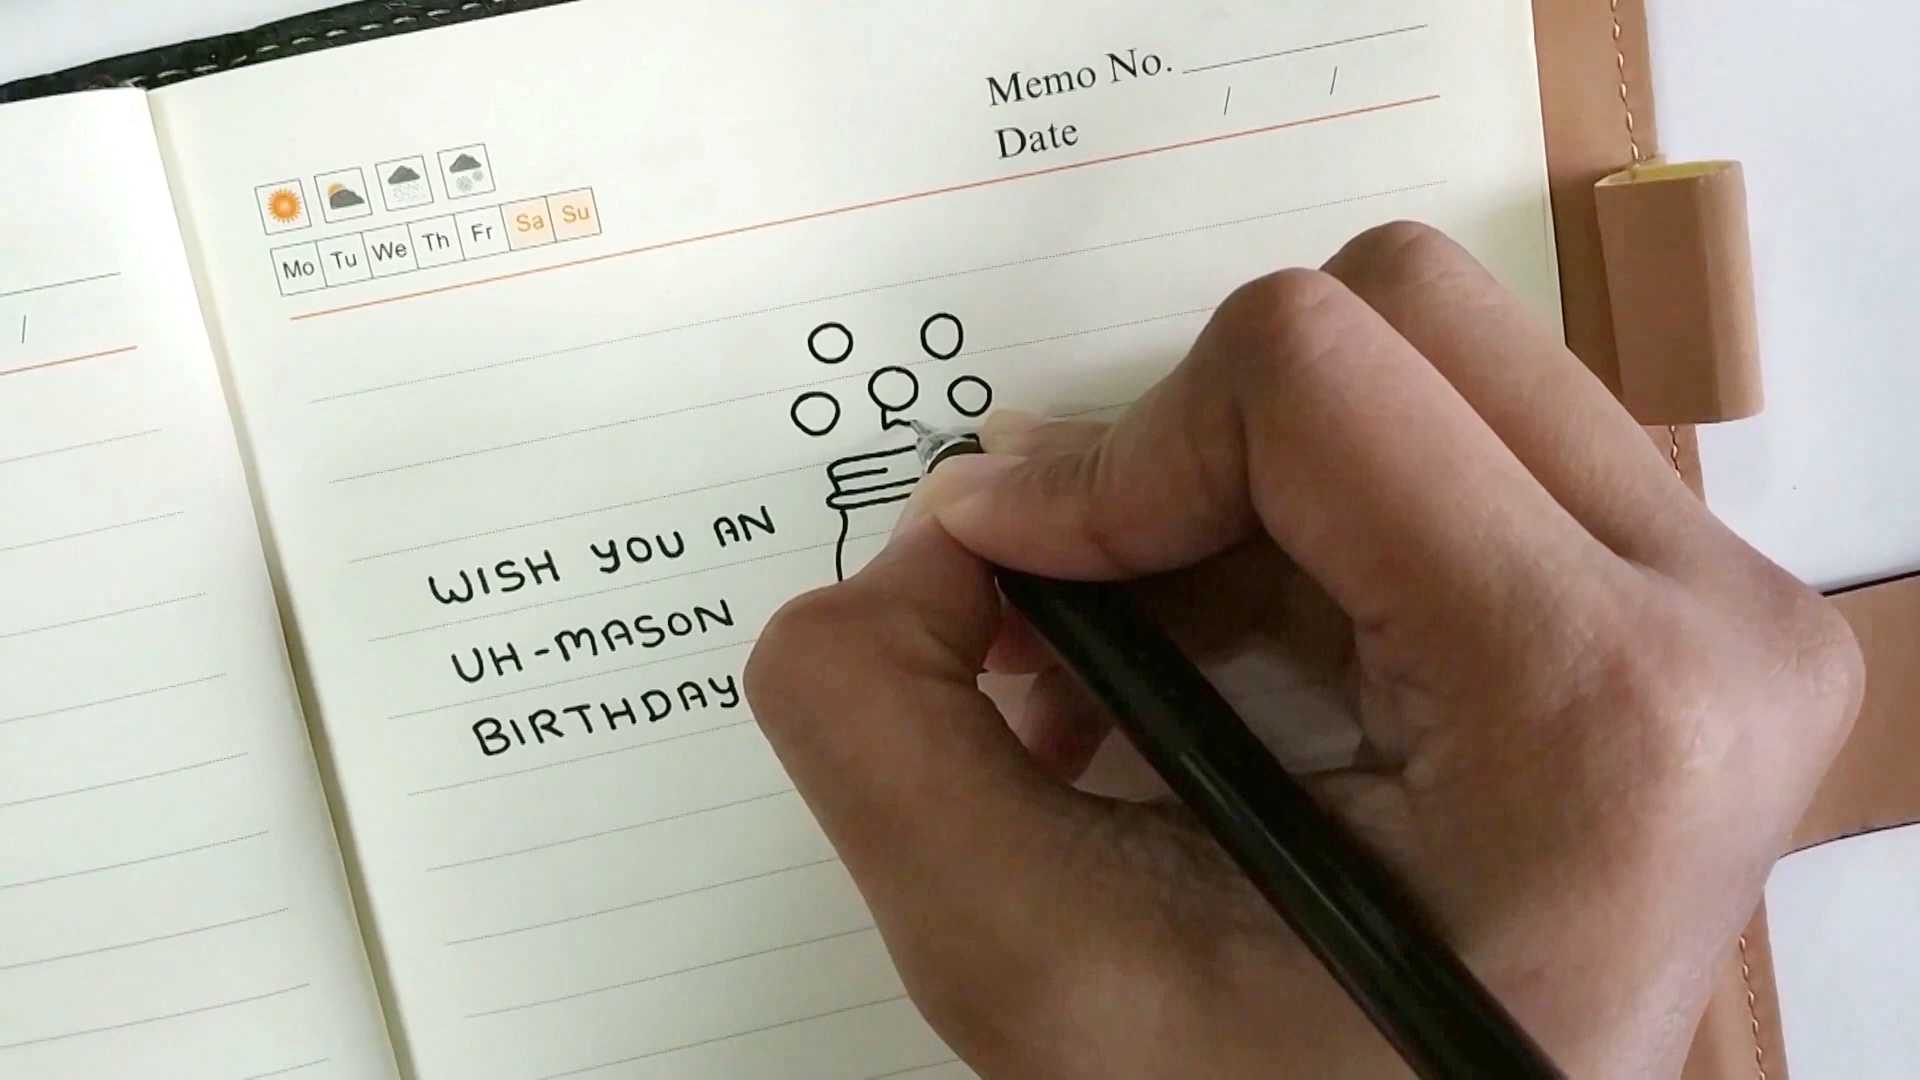 Memo No.
Date / /
Mo Tu We Th Fr Sa Su
/
WISH YOU AN
UH-MASON
BIRTHDAY